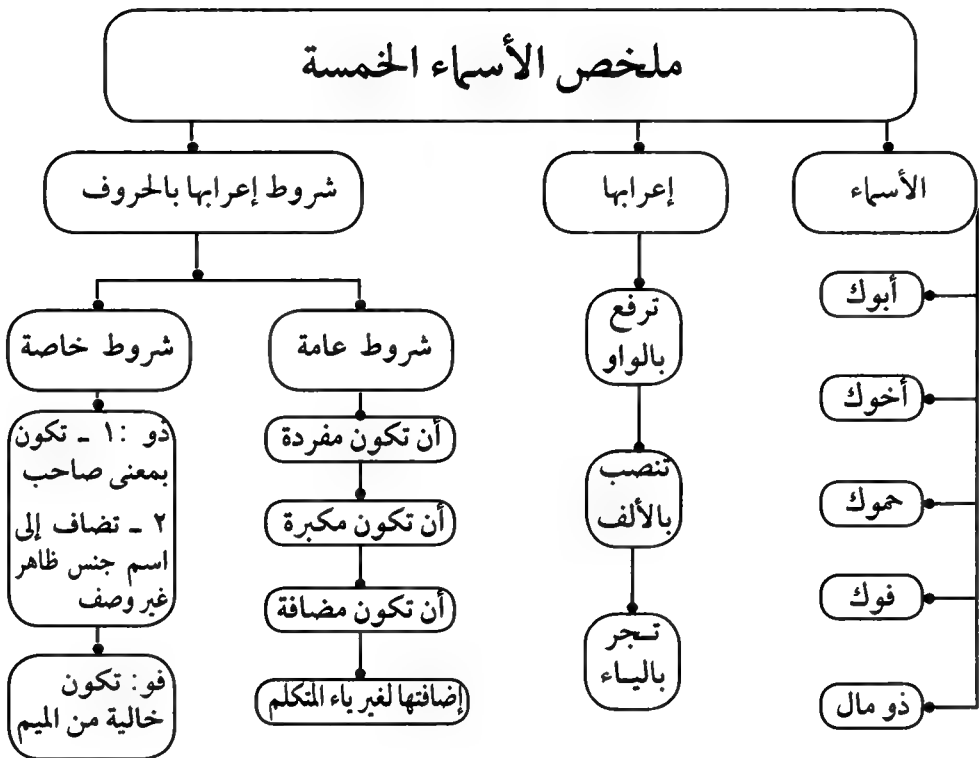 ملخص الأسماء الخمسة
الأسماء
أبوك
أخوك
حموك
فوك
ذو مال
إعرابها
ترفع
بالواو
تنصب
بالألف
تـجر
باليـاء
شروط إعرابها بالحروف
شروط عامة
أن تكون مفردة
أن تكون مكبرة
أن تكون مضافة
إضافتها لغير ياء المتكلم
شروط خاصة
ذو : ١ ـ تكون
بمعنى صاحب
٢ ـ تضاف إلى
اسم جنس ظاهر
غير وصف
فو : تكون
خالية من الميم